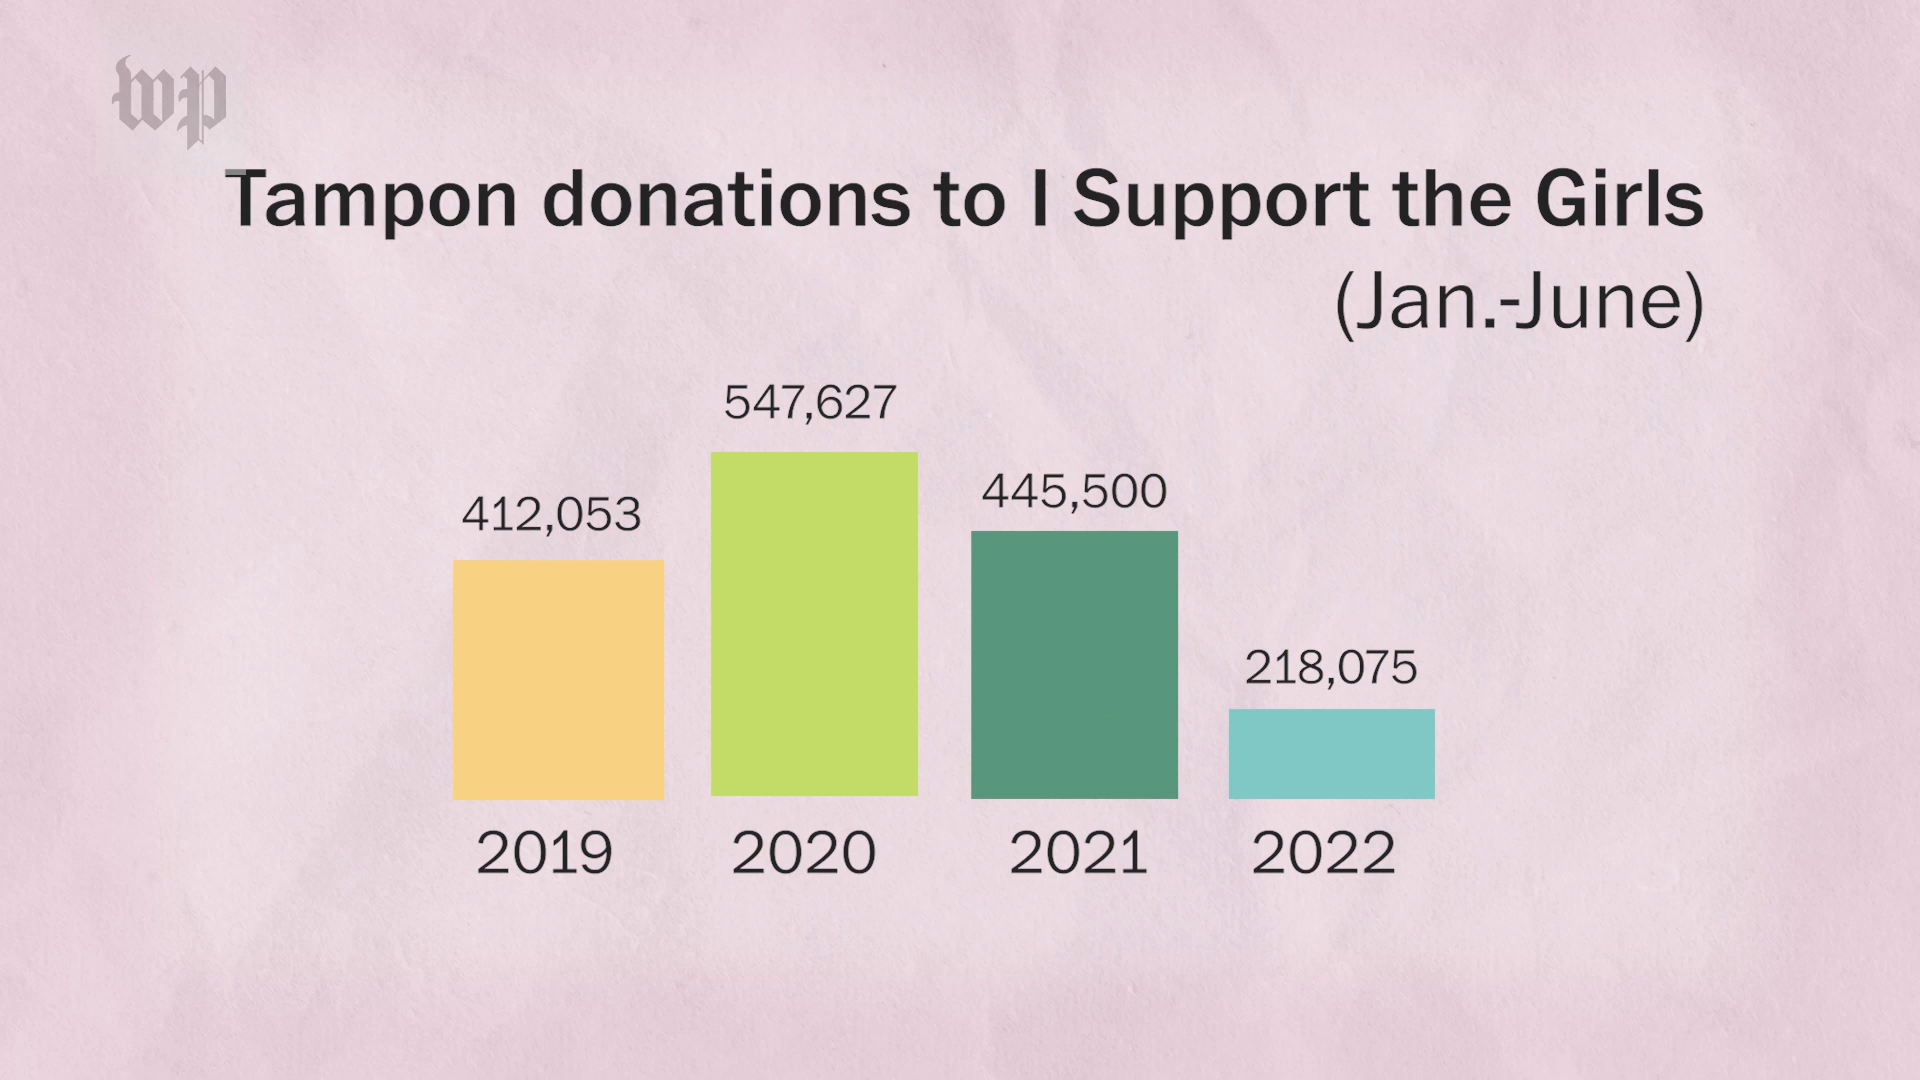 wp
Tampon donations to I Support the Girls
(Jan.-June)
412,053
547,627
445,500
218,075
2019
2020
2021
2022